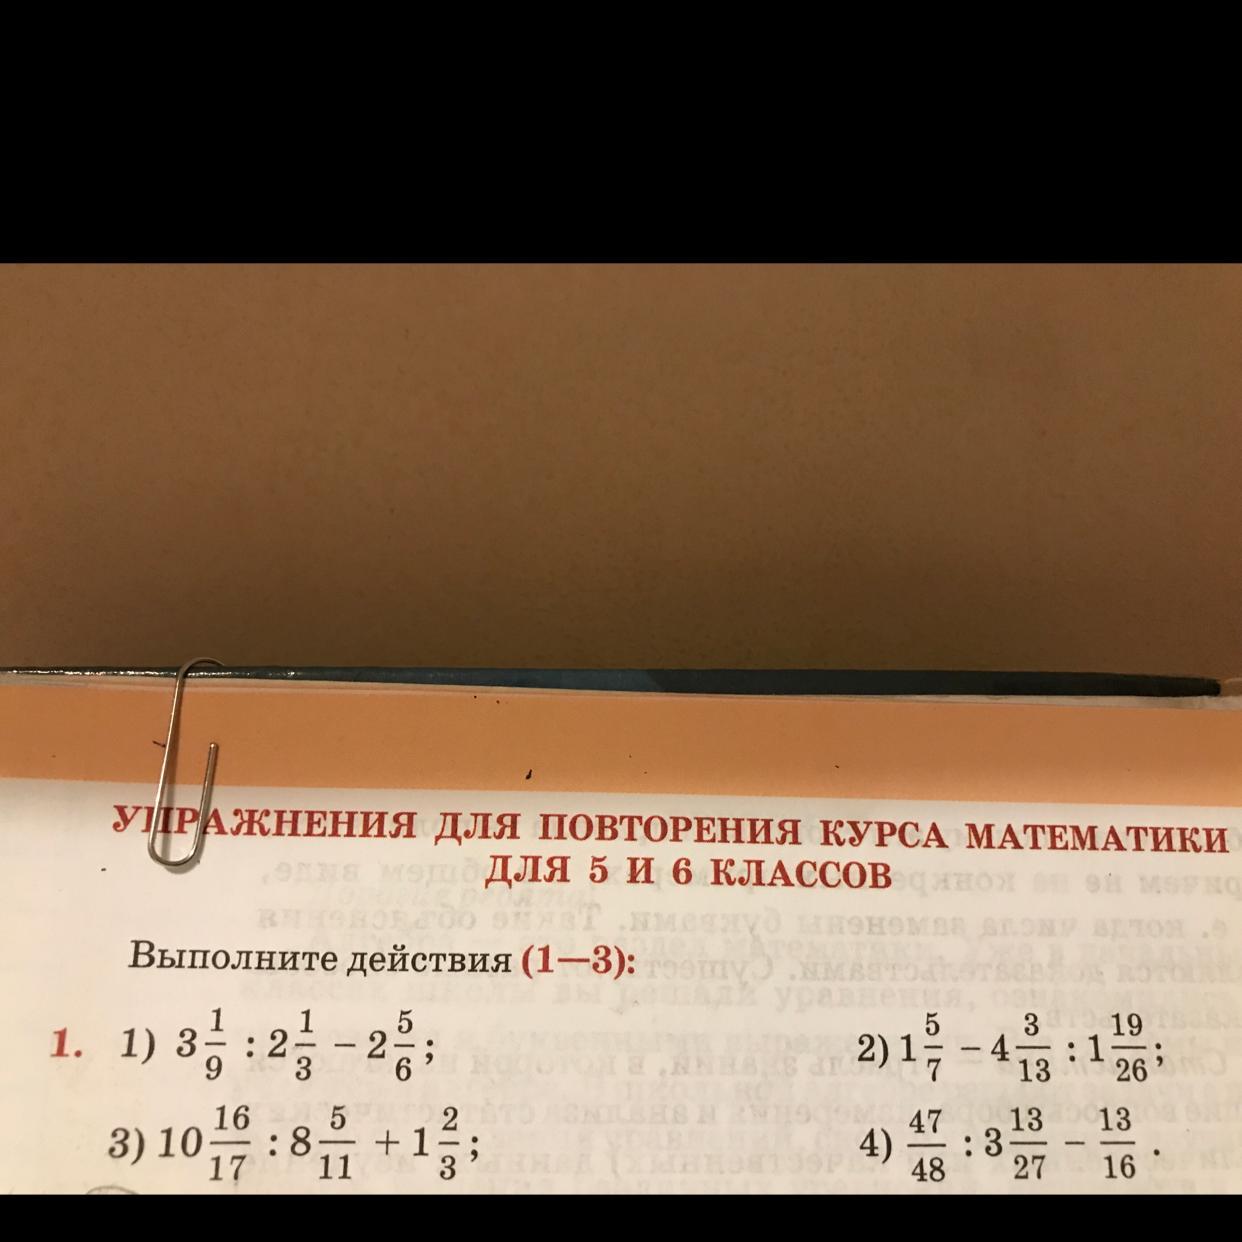 УПРАЖНЕНИЯ ДЛЯ ПОВТОРЕНИЯ КУРСА МАТЕМАТИКИ
ДЛЯ 5 И 6 КЛАССОВ
Выполните действия (1—3):
1. 1) 3 1/9 : 2 1/3 − 2 5/6; 2) 1 5/7 − 4 3/13 : 1 19/26;
3) 10 16/17 : 8 5/11 + 1 2/3; 4) 47/48 : 3 13/27 − 13/16.